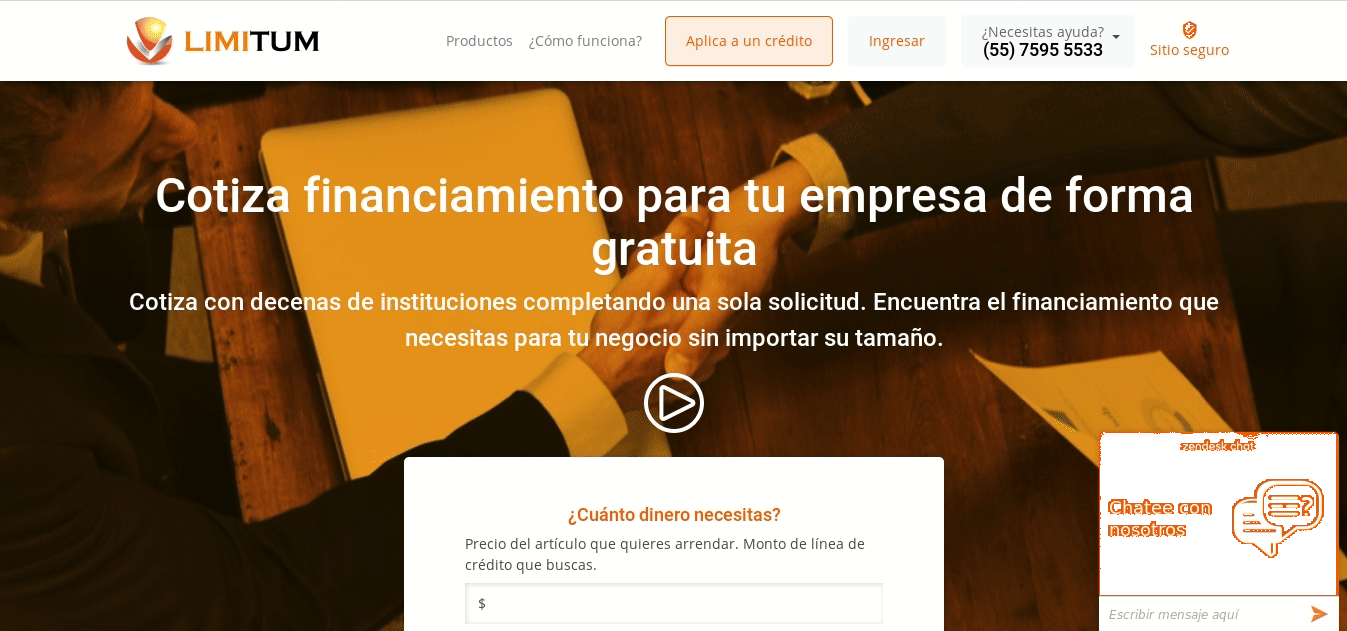 LIMITUM
Productos
¿Cómo funciona?
Aplica a un crédito
Ingresar
¿Necesitas ayuda?
(55) 7595 5533
Sitio seguro
Cotiza financiamiento para tu empresa de forma
gratuita
Cotiza con decenas de instituciones completando una sola solicitud. Encuentra el financiamiento que
necesitas para tu negocio sin importar su tamaño.
¿Cuánto dinero necesitas?
Precio del artículo que quieres arrendar. Monto de línea de
crédito que buscas.
$
zendesk chat
Chatee con
nosotros
Escribir mensaje aquí